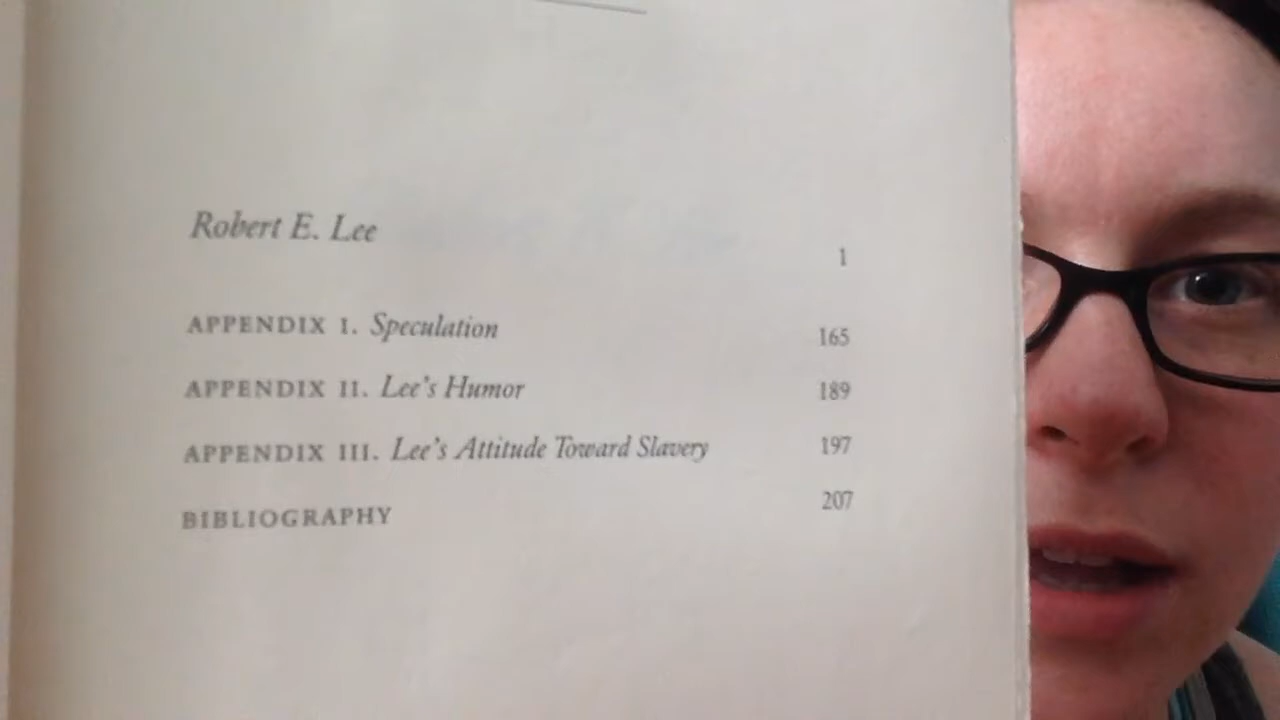 Robert E. Lee 1
APPENDIX I. Speculation 165
APPENDIX II. Lee's Humor 189
APPENDIX III. Lee's Attitude Toward Slavery 197
BIBLIOGRAPHY 207